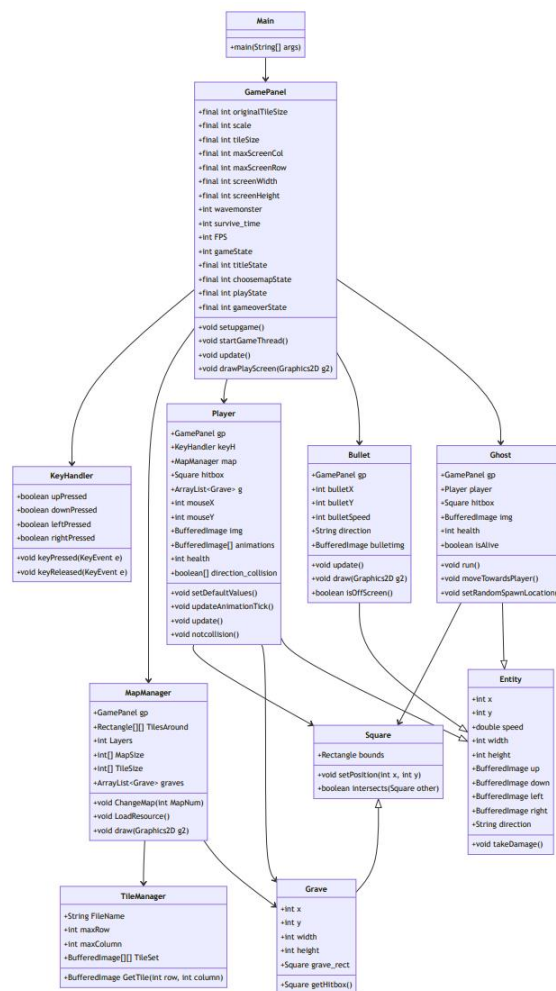 Main
+main(String[] args)
GamePanel
+final int originalTileSize
+final int scale
+final int tileSize
+final int maxScreenCol
+final int maxScreenRow
+final int screenWidth
+final int screenHeight
+int wavemonster
+int survive_time
+int FPS
+int gameState
+final int titleState
+final int choosemapState
+final int playState
+final int gameoverState
+void setupgame()
+void startGameThread()
+void update()
+void drawPlayScreen(Graphics2D g2)
KeyHandler
+boolean upPressed
+boolean downPressed
+boolean leftPressed
+boolean rightPressed
+void keyPressed(KeyEvent e)
+void keyReleased(KeyEvent e)
Player
+GamePanel gp
+KeyHandler keyH
+MapManager map
+Square hitbox
+ArrayList<Grave> g
+int mouseX
+int mouseY
+BufferedImage img
+BufferedImage[] animations
+int health
+boolean[] direction_collision
+void setDefaultValues()
+void updateAnimationTick()
+void update()
+void notcollision()
Bullet
+GamePanel gp
+int bulletX
+int bulletY
+int bulletSpeed
+String direction
+BufferedImage bulletimg
+void update()
+void draw(Graphics2D g2)
+boolean isOffScreen()
Ghost
+GamePanel gp
+Player player
+Square hitbox
+BufferedImage img
+int health
+boolean isAlive
+void run()
+void moveTowardsPlayer()
+void setRandomSpawnLocation()
MapManager
+GamePanel gp
+Rectangle[][] TilesAround
+int Layers
+int[] MapSize
+int[] TileSize
+ArrayList<Grave> graves
+void ChangeMap(int MapNum)
+void LoadResource()
+void draw(Graphics2D g2)
Square
+Rectangle bounds
+void setPosition(int x, int y)
+boolean intersects(Square other)
Entity
+int x
+int y
+double speed
+int width
+int height
+BufferedImage up
+BufferedImage down
+BufferedImage left
+BufferedImage right
+String direction
+void takeDamage()
TileManager
+String FileName
+int maxRow
+int maxColumn
+BufferedImage[][] TileSet
+BufferedImage GetTile(int row, int column)
Grave
+int x
+int y
+int width
+int height
+Square grave_rect
+Square getHitbox()